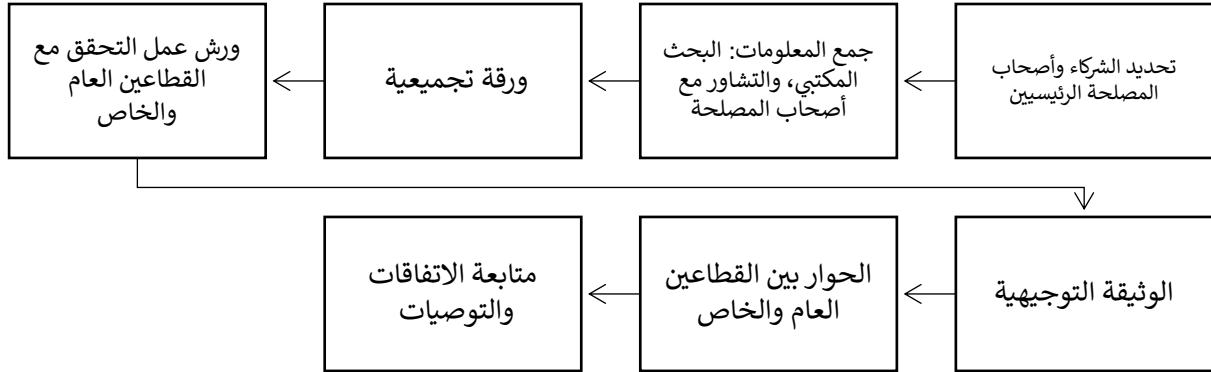 تحديد الشركاء وأصحاب
المصلحة الرئيسيين
جمع المعلومات: البحث
المكتبي، والتشاور مع
أصحاب المصلحة
ورقة تجميعية
ورش عمل التحقق مع
القطاعين العام
والخاص
الوثيقة التوجيهية
الحوار بين القطاعين
العام والخاص
متابعة الاتفاقات
والتوصيات